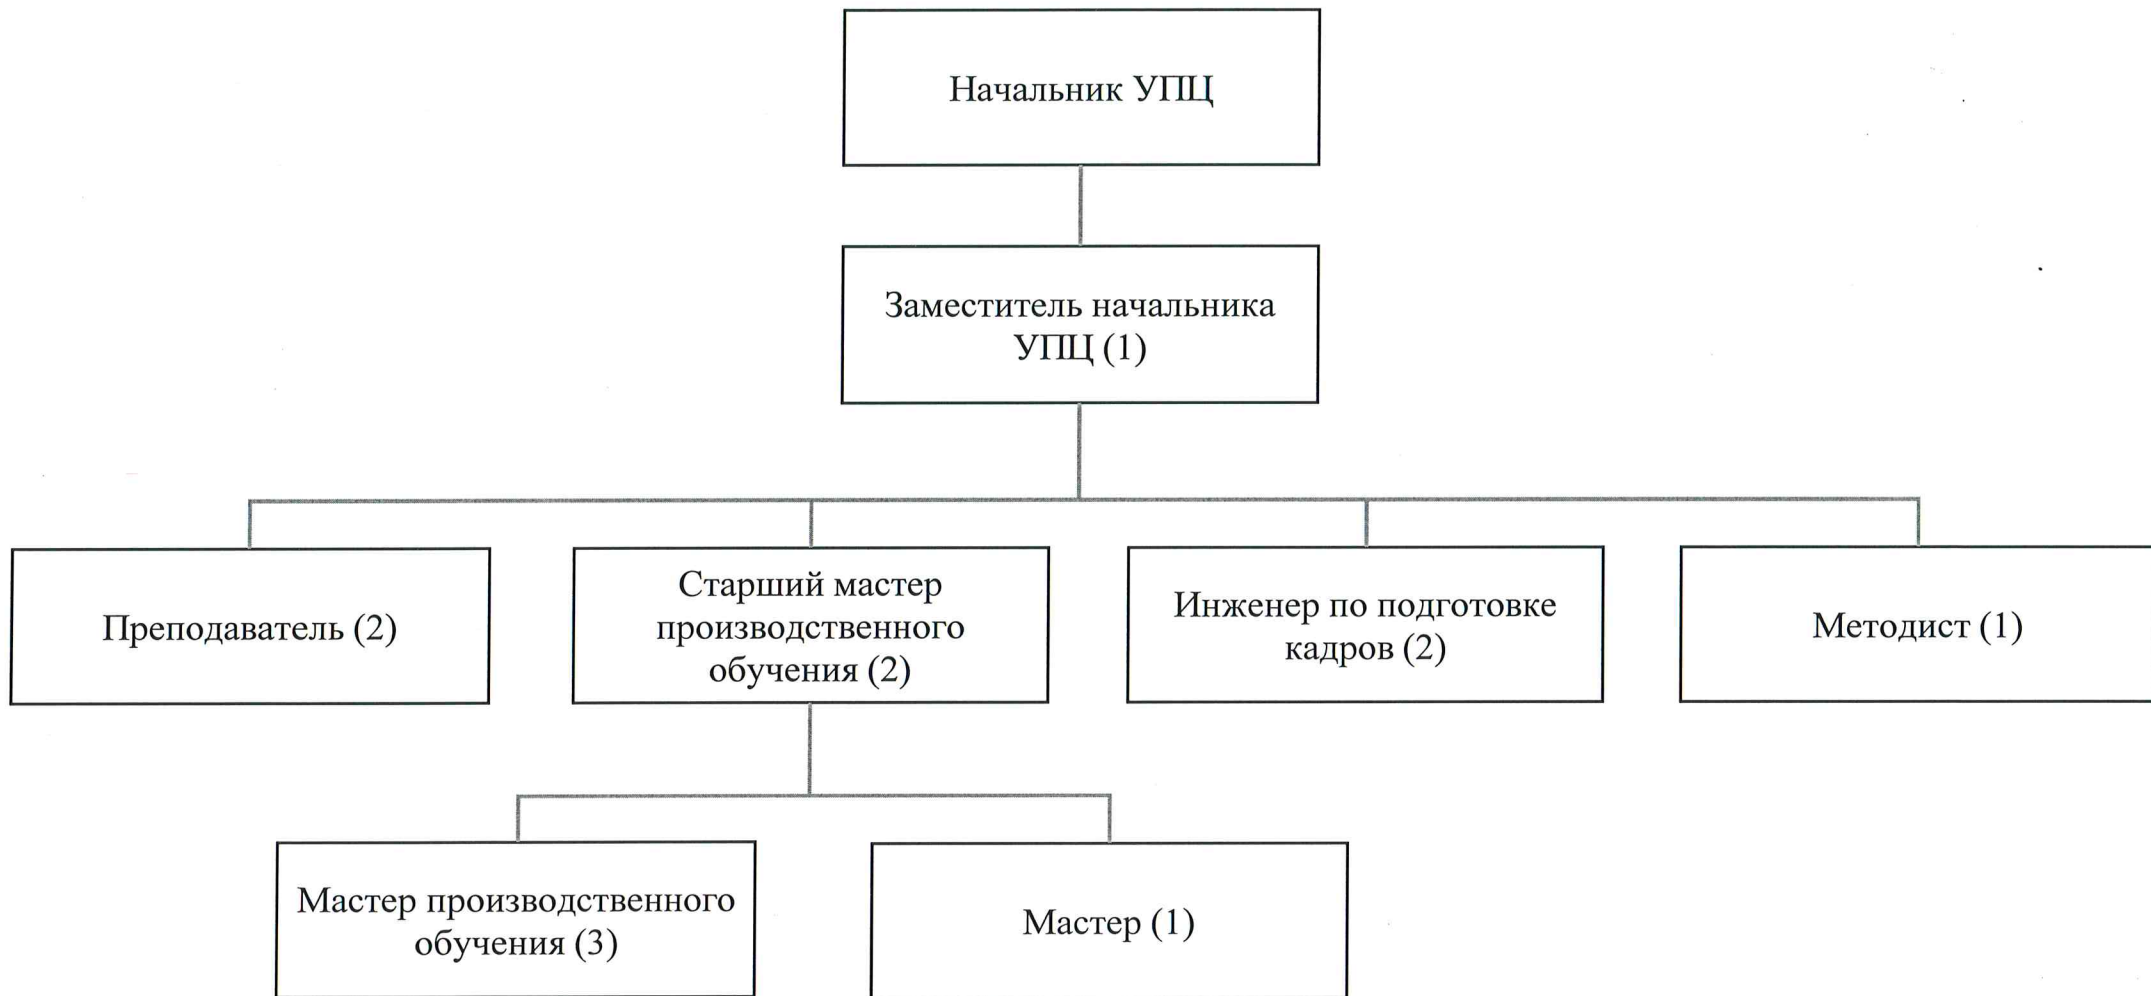 Начальник УПЦ
Заместитель начальника
УПЦ (1)
Преподаватель (2)
Старший мастер
производственного
обучения (2)
Инженер по подготовке
кадров (2)
Методист (1)
Мастер производственного
обучения (3)
Мастер (1)